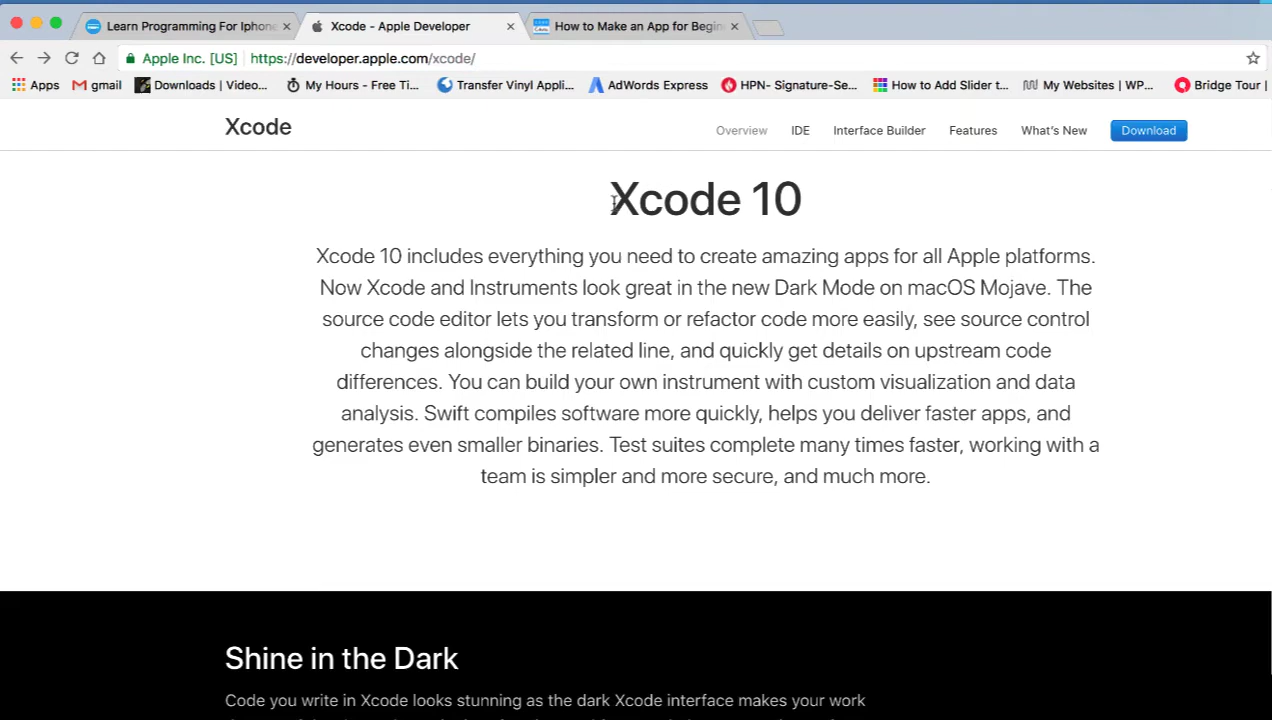 Learn Programming For Iphone
Xcode - Apple Developer
How to Make an App for Begin
Apple Inc. [US]
https://developer.apple.com/xcode/
Apps
gmail
Downloads | Video...
My Hours - Free Ti...
Transfer Vinyl Appli...
AdWords Express
HPN- Signature-Se...
How to Add Slider t...
My Websites | WP...
Bridge Tour |
Xcode
Overview
IDE
Interface Builder
Features
What's New
Download
Xcode 10
Xcode 10 includes everything you need to create amazing apps for all Apple platforms.
Now Xcode and Instruments look great in the new Dark Mode on macOS Mojave. The
source code editor lets you transform or refactor code more easily, see source control
changes alongside the related line, and quickly get details on upstream code
differences. You can build your own instrument with custom visualization and data
analysis. Swift compiles software more quickly, helps you deliver faster apps, and
generates even smaller binaries. Test suites complete many times faster, working with a
team is simpler and more secure, and much more.
Shine in the Dark
Code you write in Xcode looks stunning as the dark Xcode interface makes your work